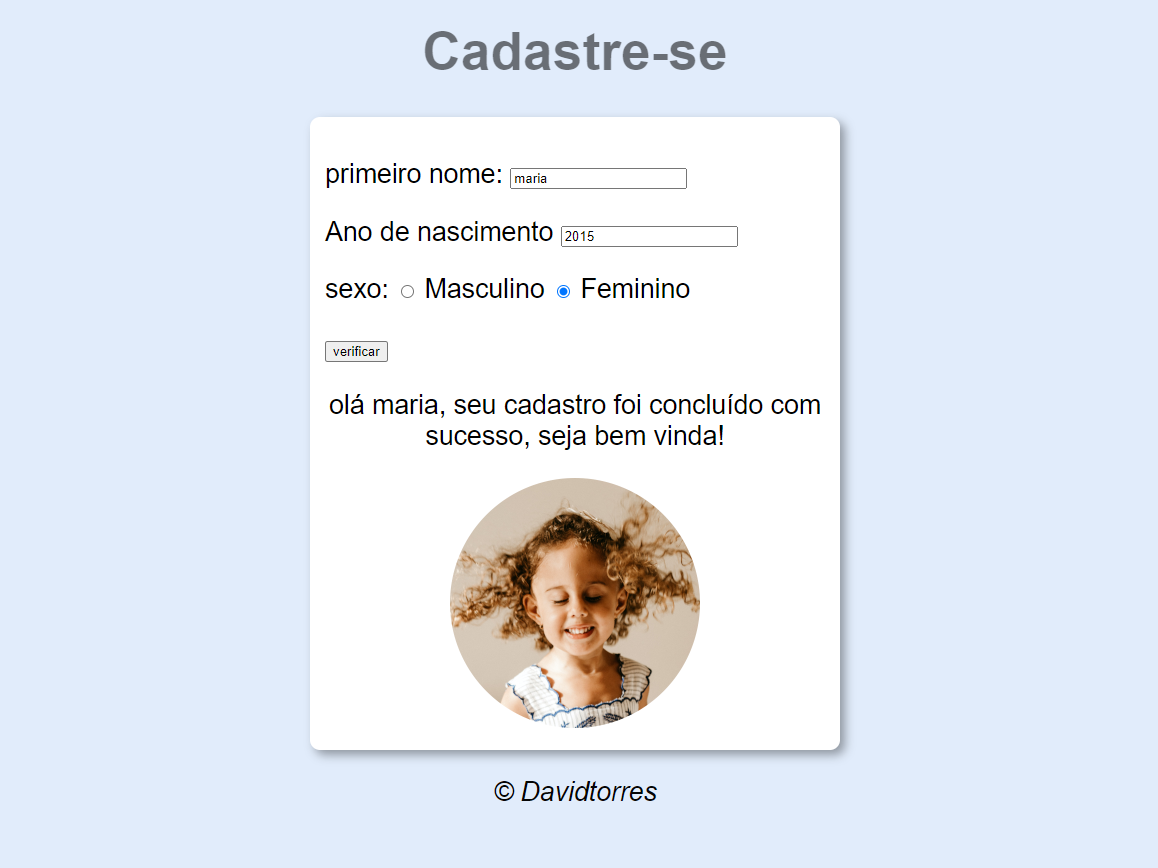 Cadastre-se
primeiro nome: maria
Ano de nascimento 2015
sexo: Masculino Feminino
verificar
olá maria, seu cadastro foi concluído com
sucesso, seja bem vinda!
© Davidtorres